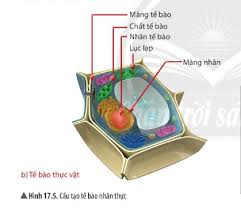 Màng tế bào
Chất tế bào
Nhân tế bào
Lục lạp
Màng nhân
b) Tế bào thực vật
▲ Hình 17.5. Cấu tạo tế bào nhân thực